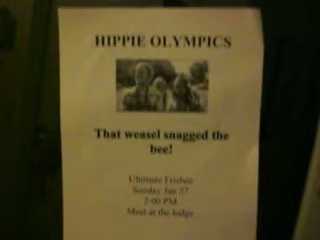 HIPPIE OLYMPICS
That weasel snagged the
bee!
Ultimate Frisbee
Sunday Jan 27
2:00 PM
Meet at the lodge